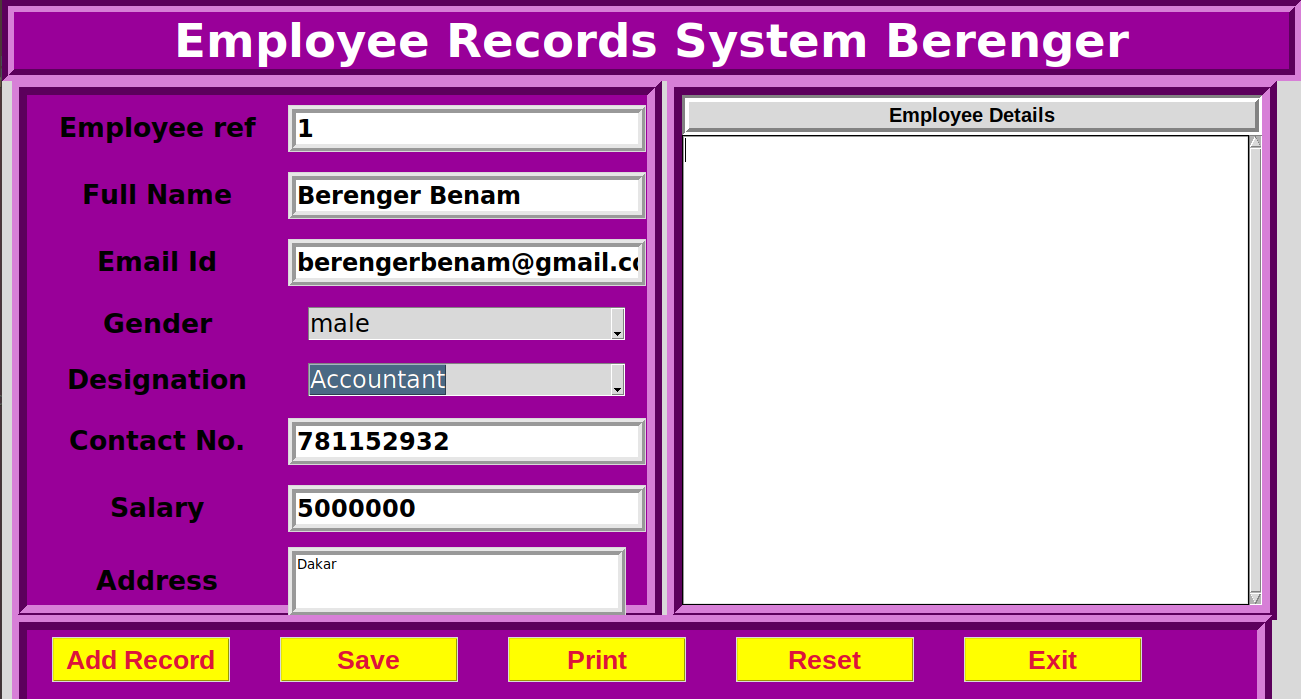 Employee Records System Berenger
Employee ref 1
Full Name Berenger Benam
Email Id berengerbenam@gmail.co
Gender male
Designation Accountant
Contact No. 781152932
Salary 5000000
Address Dakar
Employee Details
Add Record Save Print Reset Exit